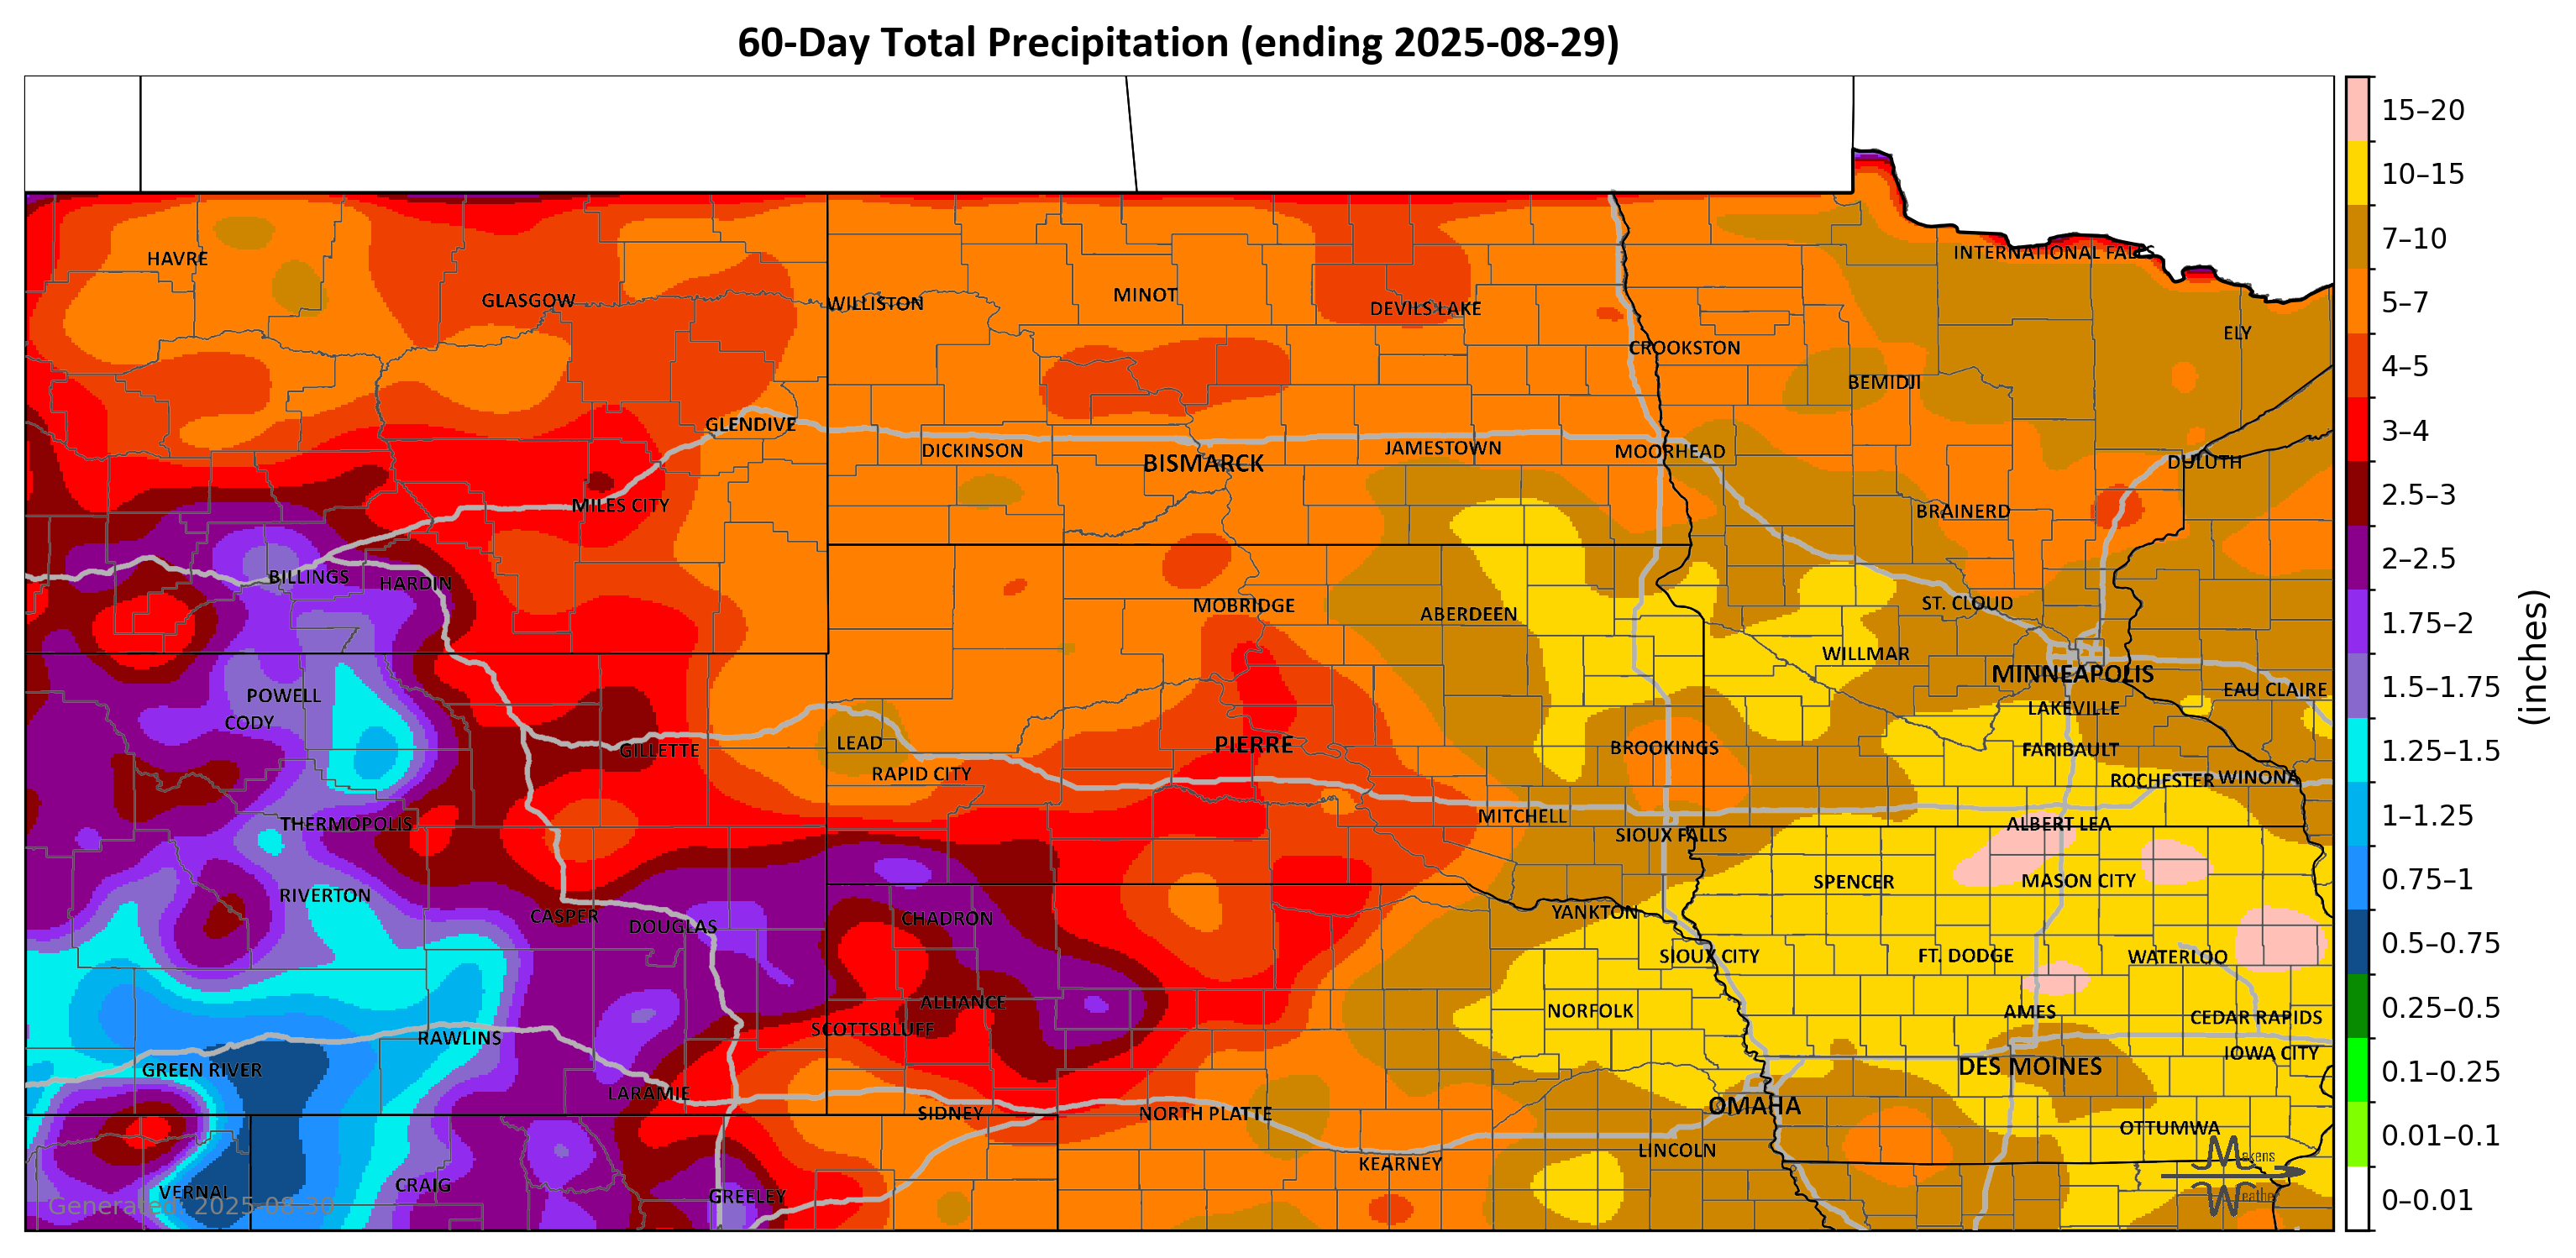 60-Day Total Precipitation (ending 2025-08-29)
15–20
10–15
7–10
5–7
4–5
3–4
2.5–3
2–2.5
1.75–2
1.5–1.75
1.25–1.5
1–1.25
0.75–1
0.5–0.75
0.25–0.5
0.1–0.25
0.01–0.1
0–0.01
(inches)
INTERNATIONAL FALLS
HAVRE
GLASGOW
WILLISTON
MINOT
DEVILS LAKE
ELY
CROOKSTON
BEMIDJI
GLENDIVE
DICKINSON
BISMARCK
JAMESTOWN
MOORHEAD
DULUTH
MILES CITY
BRAINERD
BILLINGS
HARDIN
MOBRIDGE
ABERDEEN
ST. CLOUD
WILLMAR
MINNEAPOLIS
POWELL
EAU CLAIRE
CODY
LAKEVILLE
GILLETTE
LEAD
PIERRE
BROOKINGS
FARIBAULT
RAPID CITY
ROCHESTER
WINONA
THERMOPOLIS
MITCHELL
SIOUX FALLS
ALBERT LEA
RIVERTON
SPENCER
MASON CITY
CASPER
DOUGLAS
CHADRON
YANKTON
SIOUX CITY
FT. DODGE
WATERLOO
ALLIANCE
NORFOLK
AMES
CEDAR RAPIDS
SCOTTSBLUFF
RAWLINS
IOWA CITY
GREEN RIVER
DES MOINES
LARAMIE
SIDNEY
NORTH PLATTE
OMAHA
OTTUMWA
KEARNEY
LINCOLN
VERNAL
CRAIG
GREELEY
Generated: 2025-08-30
Makens
Weather